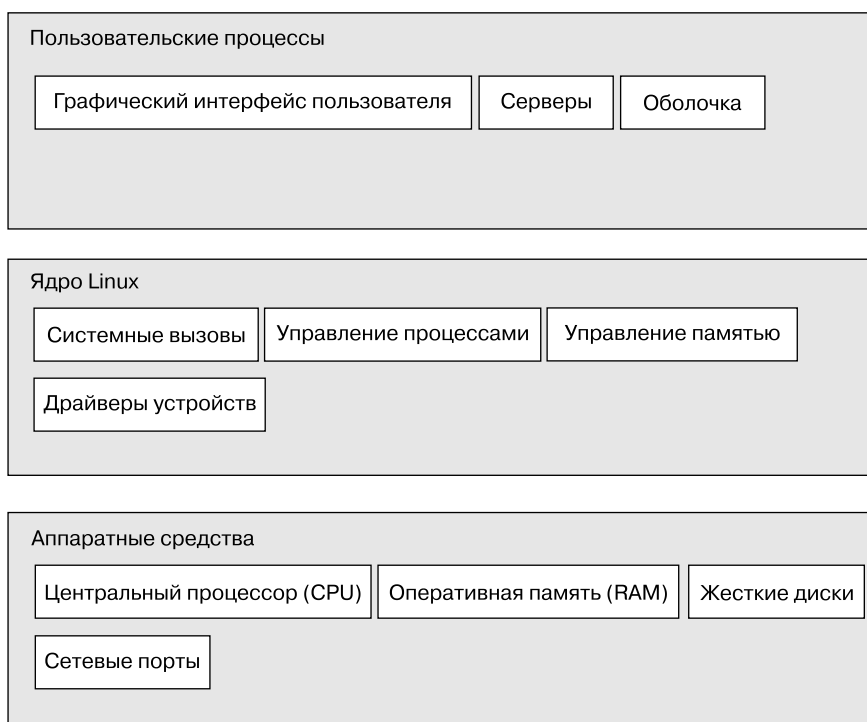 Пользовательские процессы
Графический интерфейс пользователя
Серверы
Оболочка
Ядро Linux
Системные вызовы
Управление процессами
Управление памятью
Драйверы устройств
Аппаратные средства
Центральный процессор (CPU)
Оперативная память (RAM)
Жесткие диски
Сетевые порты